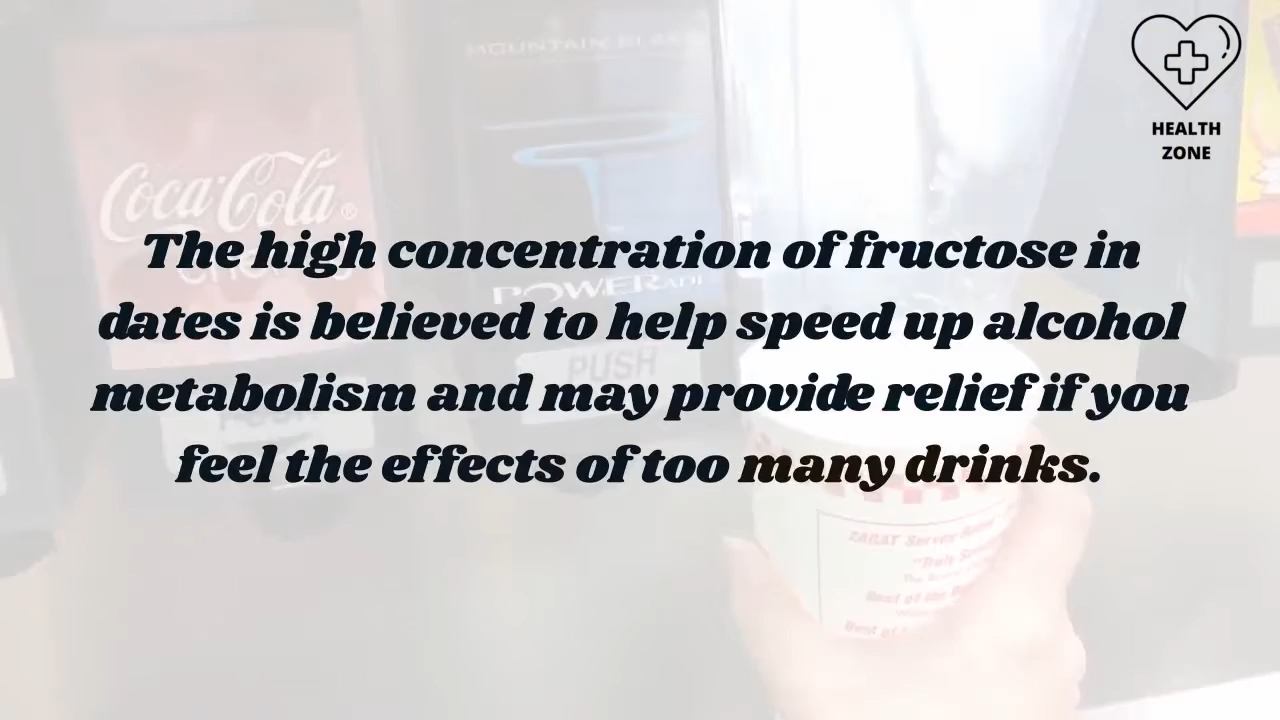 HEALTH
ZONE
MOUNTAIN
Coca-Cola®
The high concentration of fructose in
dates is believed to help speed up alcohol
metabolism and may provide relief if you
feel the effects of too many drinks.
POWERADE
PUSH